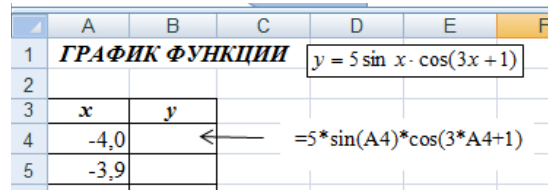 A B C D E F
1 ГРАФИК ФУНКЦИИ y = 5 sin x · cos(3x + 1)
2
3 x y
4 -4,0 =5*sin(A4)*cos(3*A4+1)
5 -3,9